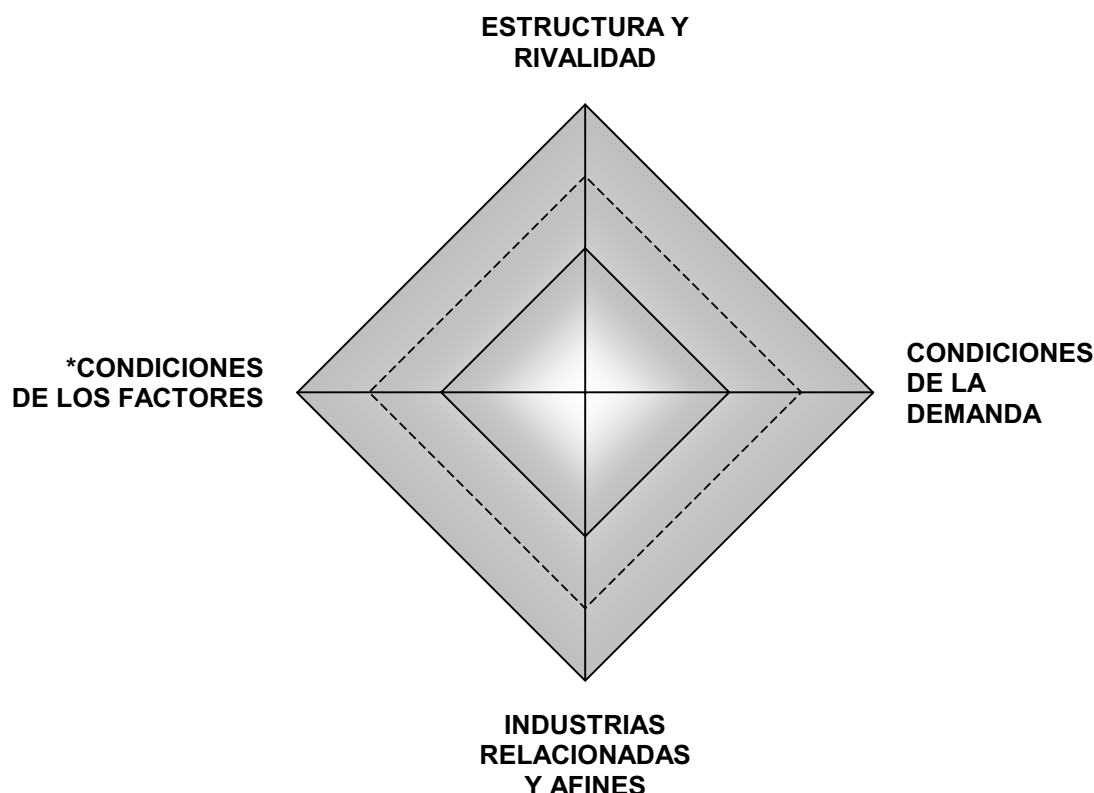 ESTRUCTURA Y
RIVALIDAD
*CONDICIONES
DE LOS FACTORES
CONDICIONES
DE LA
DEMANDA
INDUSTRIAS
RELACIONADAS
Y AFINES